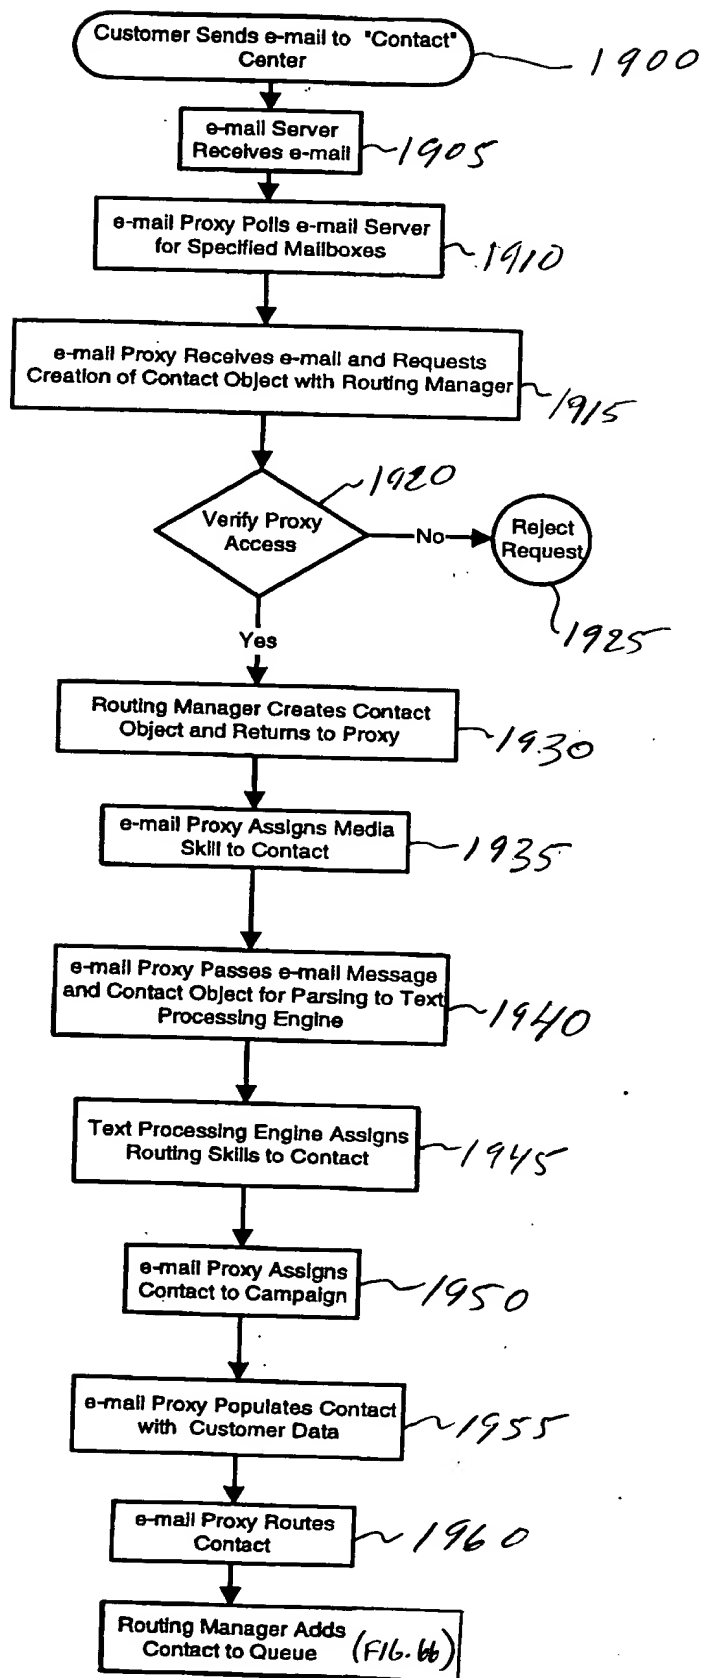 Customer Sends e-mail to "Contact"
Center
1900
e-mail Server
Receives e-mail
1905
e-mail Proxy Polls e-mail Server
for Specified Mailboxes
1910
e-mail Proxy Receives e-mail and Requests
Creation of Contact Object with Routing Manager
1915
1920
Verify Proxy
Access
No
Reject
Request
1925
Yes
Routing Manager Creates Contact
Object and Returns to Proxy
1930
e-mail Proxy Assigns Media
Skill to Contact
1935
e-mail Proxy Passes e-mail Message
and Contact Object for Parsing to Text
Processing Engine
1940
Text Processing Engine Assigns
Routing Skills to Contact
1945
e-mail Proxy Assigns
Contact to Campaign
1950
e-mail Proxy Populates Contact
with Customer Data
1955
e-mail Proxy Routes
Contact
1960
Routing Manager Adds
Contact to Queue (FIG. 66)